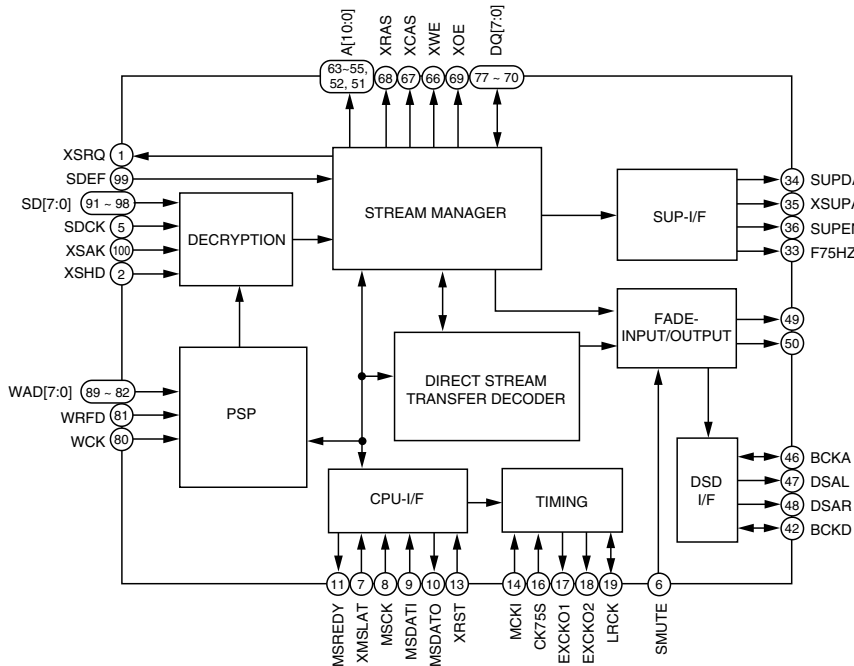 A[10:0]
XRAS
XCAS
XWE
XOE
DQ[7:0]
63~55,
52, 51
68
67
66
69
77 ~ 70
XSRQ 1
SDEF 99
SD[7:0] 91 ~ 98
SDCK 5
XSAK 100
XSHD 2
DECRYPTION
STREAM MANAGER
SUP-I/F
34 SUPDA
35 XSUPA
36 SUPEN
33 F75HZ
FADE-
INPUT/OUTPUT
49
50
WAD[7:0] 89 ~ 82
WRFD 81
WCK 80
PSP
DIRECT STREAM
TRANSFER DECODER
DSD
I/F
46 BCKA
47 DSAL
48 DSAR
42 BCKD
CPU-I/F
TIMING
11
7
8
9
10
13
14
16
17
18
19
6
MSREDY
XMSLAT
MSCK
MSDATI
MSDATO
XRST
MCKI
CK75S
EXCKO1
EXCKO2
LRCK
SMUTE